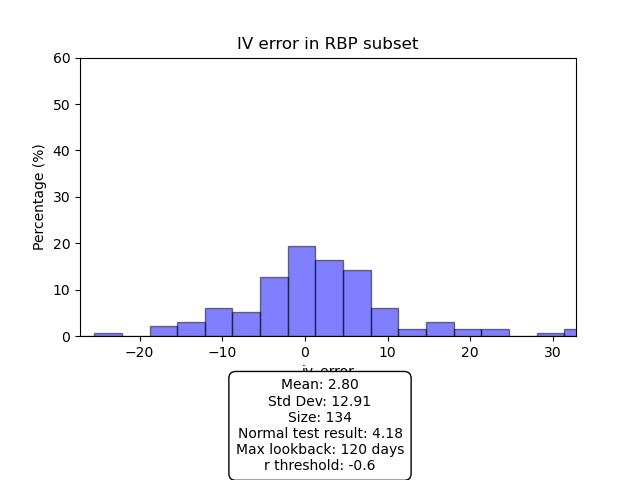 IV error in RBP subset
60
50
40
30
20
10
0
Percentage (%)
−20 −10 0 10 20 30
iv_error
Mean: 2.80
Std Dev: 12.91
Size: 134
Normal test result: 4.18
Max lookback: 120 days
r threshold: -0.6